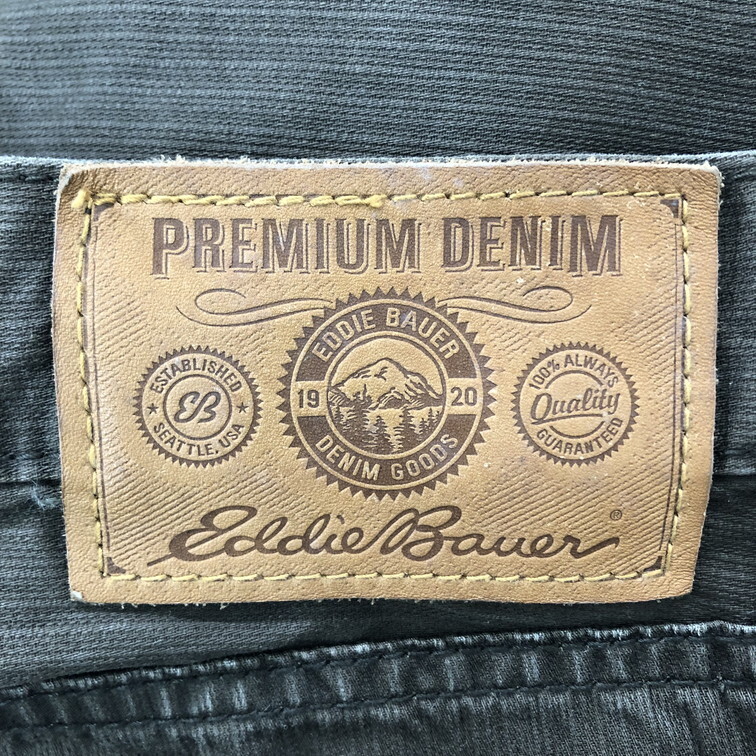 PREMIUM DENIM
EDDIE BAUER
19 20
DENIM GOODS
ESTABLISHED
EB
SEATTLE, USA
100% ALWAYS
Quality
GUARANTEED
Eddie Bauer ®